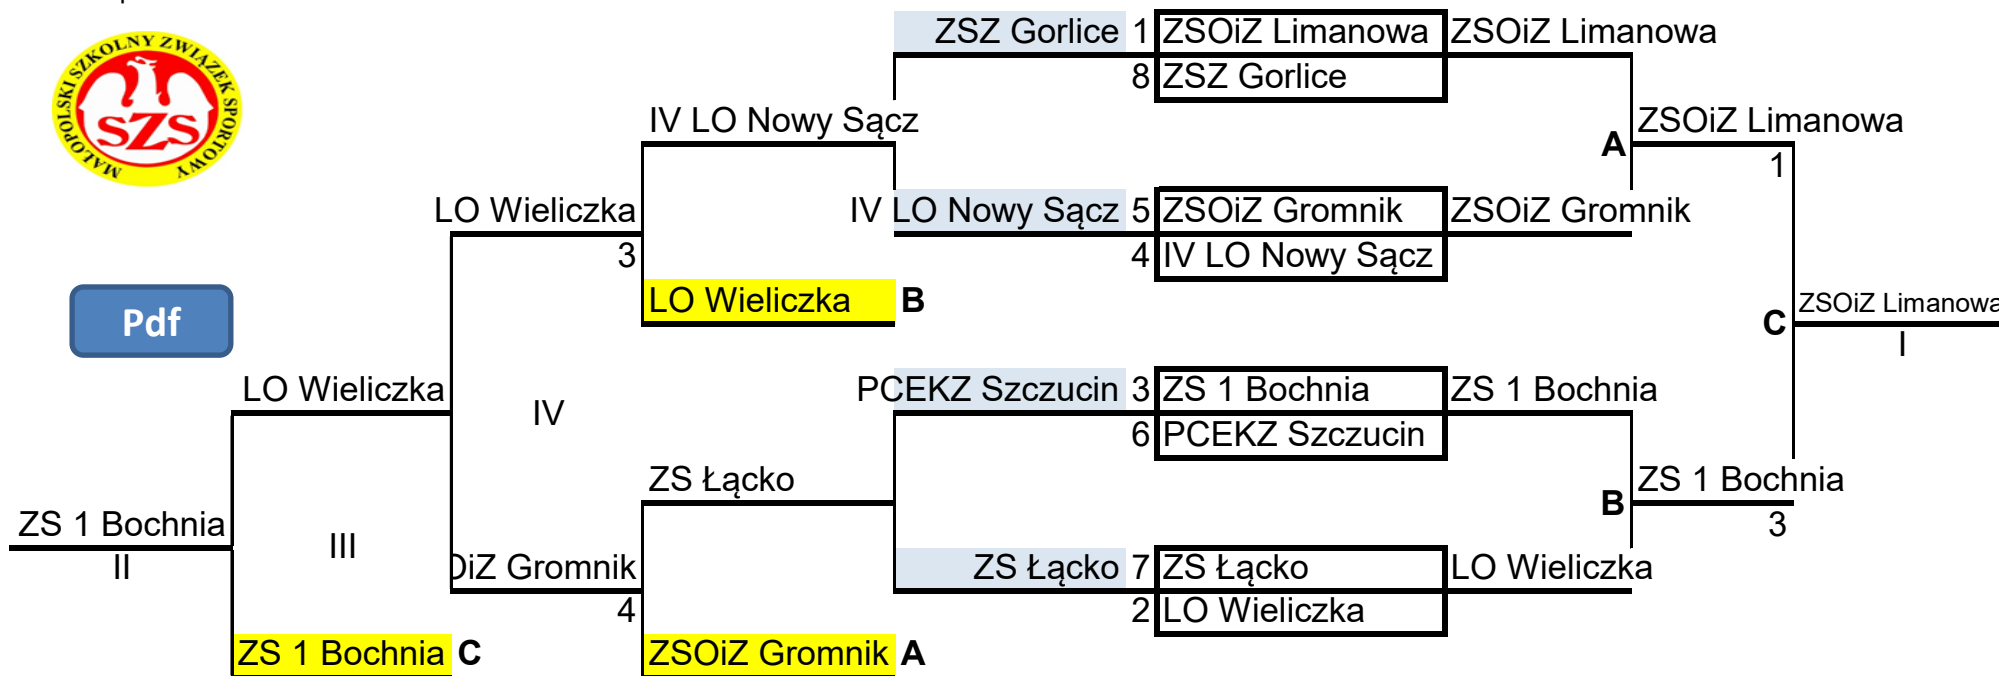 MAŁOPOLSKI SZKOLNY ZWIĄZEK SPORTOWY
SZS
ZSZ Gorlice 1 ZSOiZ Limanowa ZSOiZ Limanowa
8 ZSZ Gorlice
IV LO Nowy Sącz ZSOiZ Limanowa
A 1
LO Wieliczka IV LO Nowy Sącz 5 ZSOiZ Gromnik ZSOiZ Gromnik
3 4 IV LO Nowy Sącz
Pdf LO Wieliczka B C ZSOiZ Limanowa
I
LO Wieliczka IV PCEKZ Szczucin 3 ZS 1 Bochnia ZS 1 Bochnia
6 PCEKZ Szczucin
ZS Łącko B ZS 1 Bochnia
ZS 1 Bochnia III 3
II OiZ Gromnik ZS Łącko 7 ZS Łącko LO Wieliczka
4 2 LO Wieliczka
ZS 1 Bochnia C ZSOiZ Gromnik A